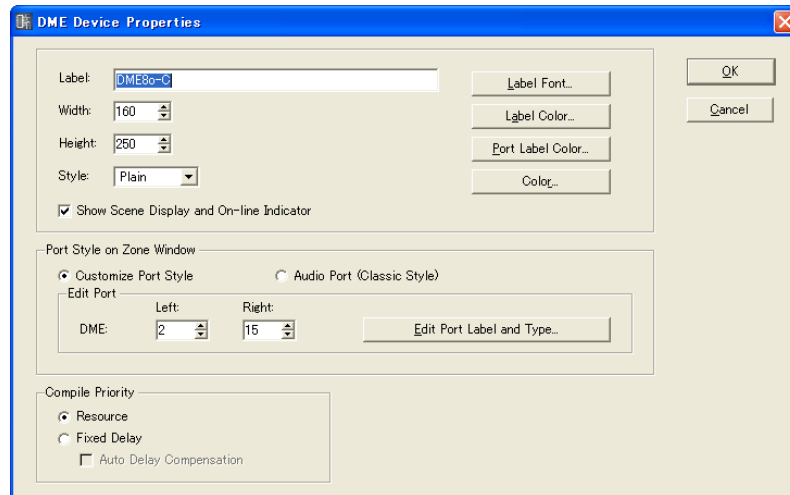 DME Device Properties
Label: DME8o-C Label Font... OK
Width: 160 Label Color... Cancel
Height: 250 Port Label Color...
Style: Plain Color...
Show Scene Display and On-line Indicator
Port Style on Zone Window
Customize Port Style Audio Port (Classic Style)
Edit Port
Left: Right:
DME: 2 15 Edit Port Label and Type...
Compile Priority
Resource
Fixed Delay
Auto Delay Compensation